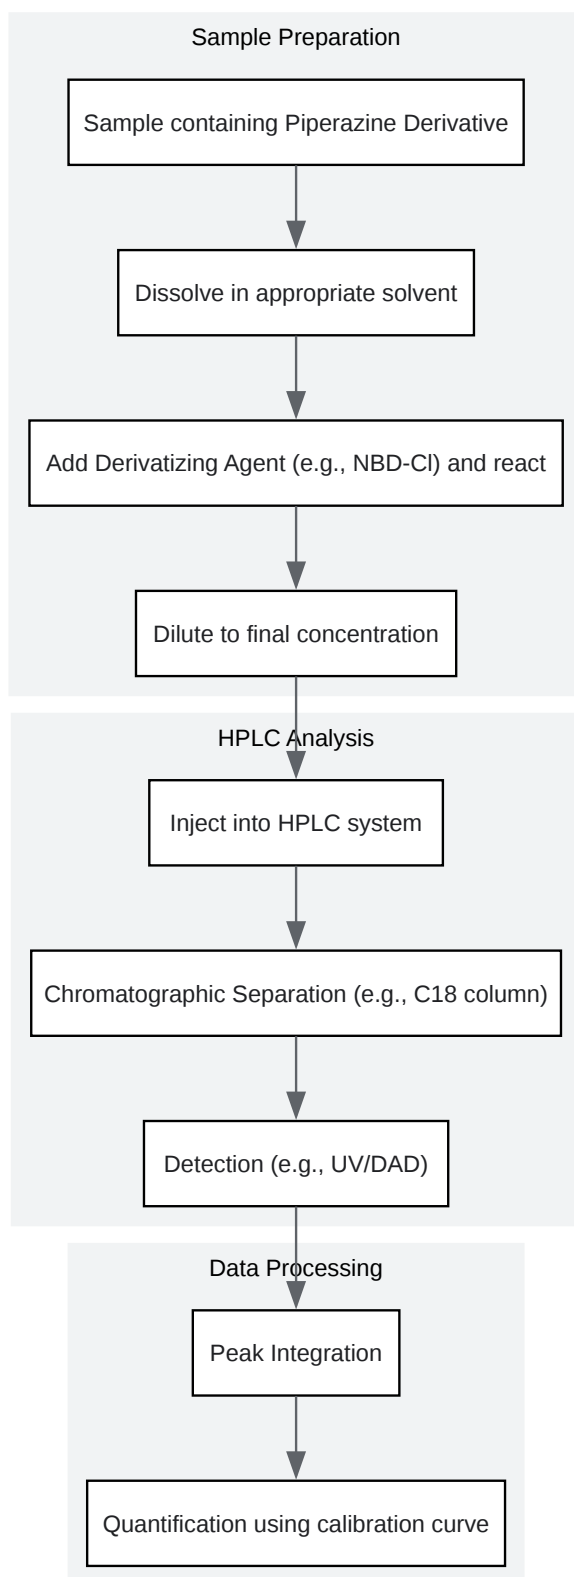 Sample Preparation
Sample containing Piperazine Derivative
Dissolve in appropriate solvent
Add Derivatizing Agent (e.g., NBD-Cl) and react
Dilute to final concentration
HPLC Analysis
Inject into HPLC system
Chromatographic Separation (e.g., C18 column)
Detection (e.g., UV/DAD)
Data Processing
Peak Integration
Quantification using calibration curve